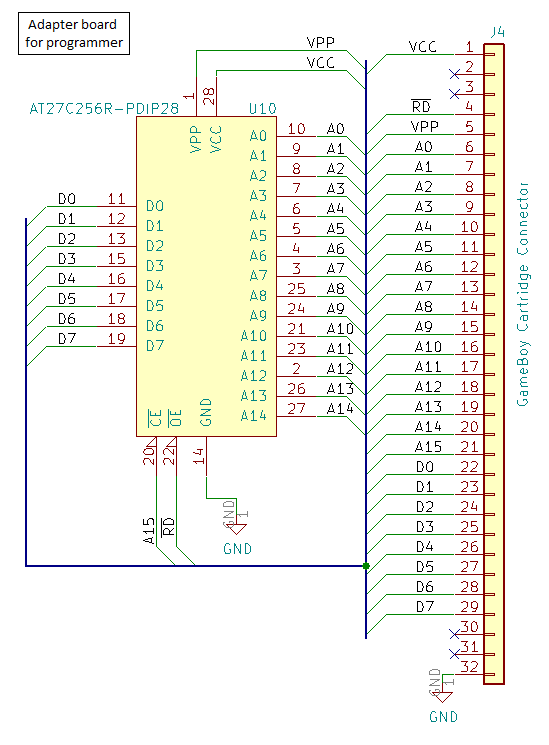 Adapter board
for programmer
AT27C256R-PDIP28
U10
VPP
VCC
1
28
VPP
VCC
D0 11 D0
D1 12 D1
D2 13 D2
D3 15 D3
D4 16 D4
D5 17 D5
D6 18 D6
D7 19 D7
A0 10 A0
A1 9 A1
A2 8 A2
A3 7 A3
A4 6 A4
A5 5 A5
A6 4 A6
A7 3 A7
A8 25 A8
A9 24 A9
A10 21 A10
A11 23 A11
A12 2 A12
A13 26 A13
A14 27 A14
CE
OE
GND
20
22
14
A15
RD
GND
1
GND
J4
VCC 1
2
3
RD 4
VPP 5
A0 6
A1 7
A2 8
A3 9
A4 10
A5 11
A6 12
A7 13
A8 14
A9 15
A10 16
A11 17
A12 18
A13 19
A14 20
A15 21
D0 22
D1 23
D2 24
D3 25
D4 26
D5 27
D6 28
D7 29
30
31
32
GND
1
GND
GameBoy Cartridge Connector